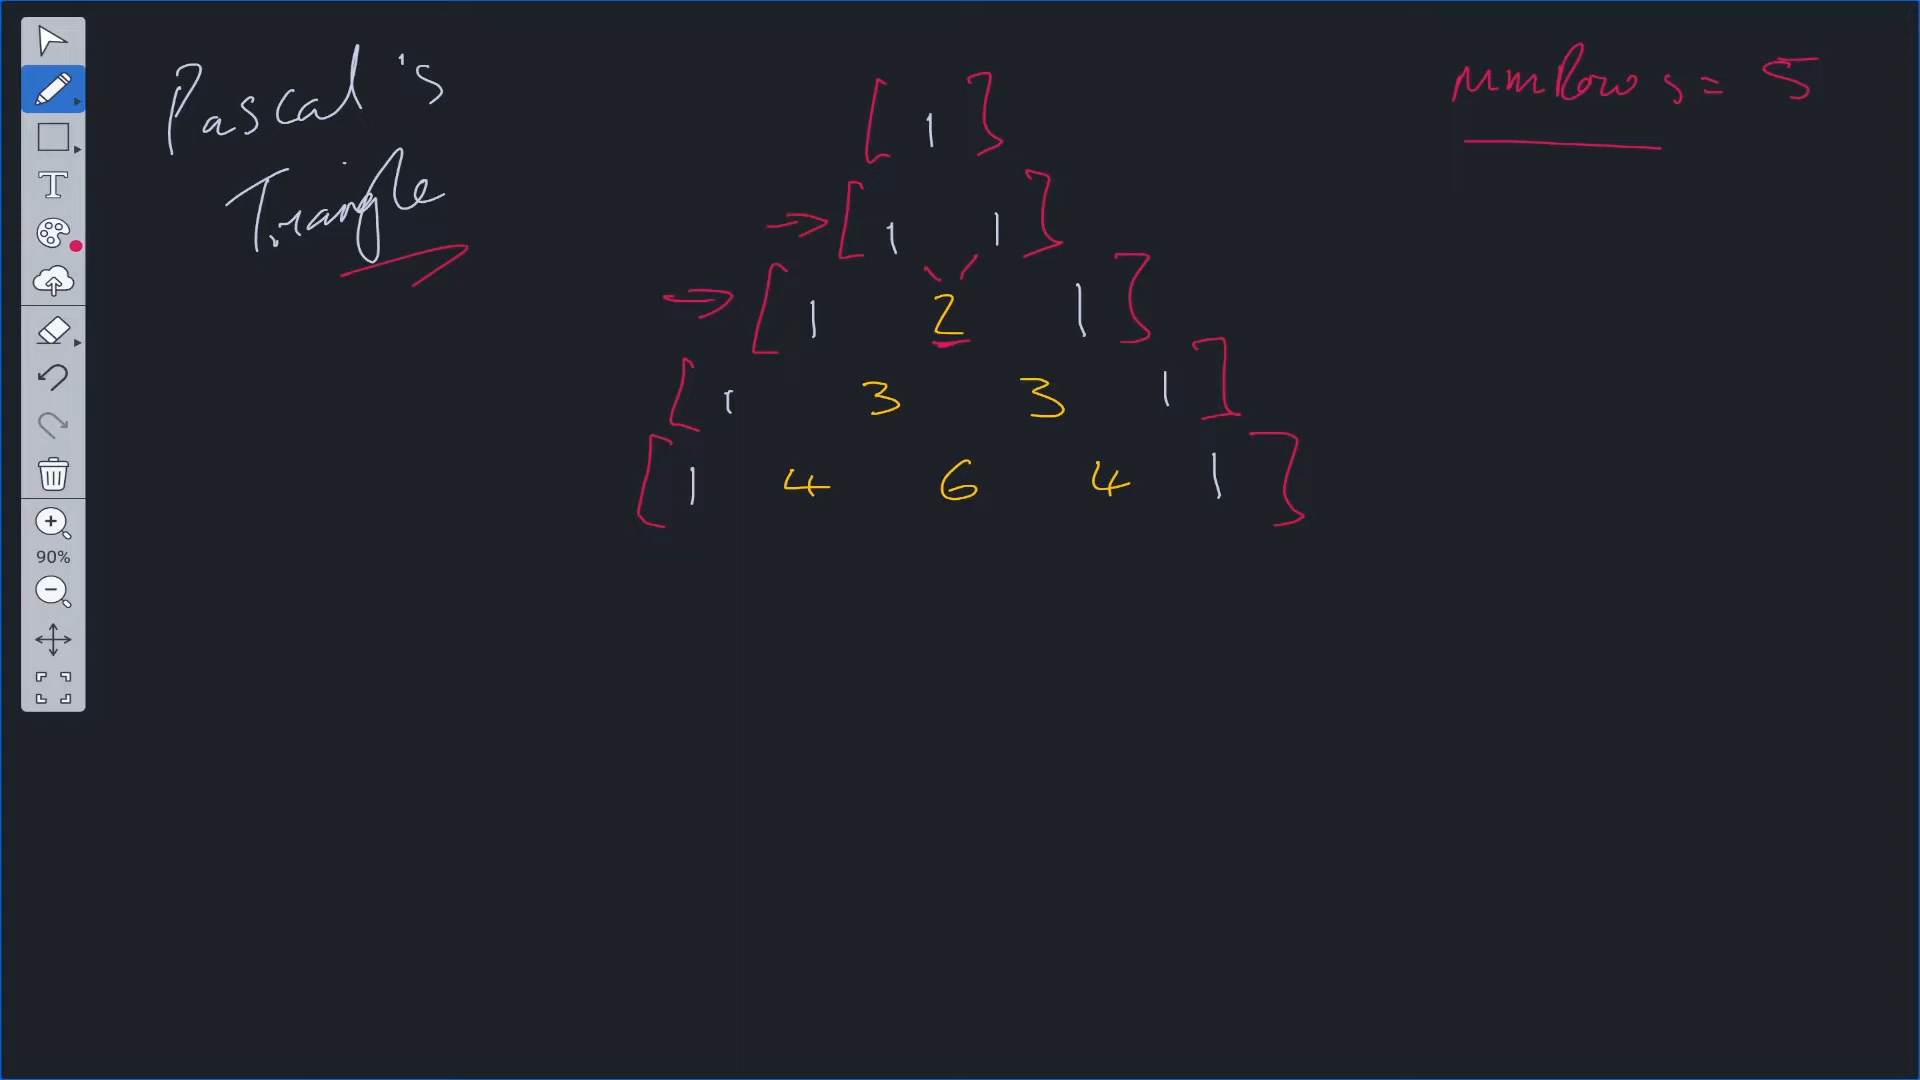 Pascal's
Triangle
numRows = 5
[ 1 ]
→ [ 1 1 ]
→ [ 1 2 1 ]
[ 1 3 3 1 ]
[ 1 4 6 4 1 ]
T
90%